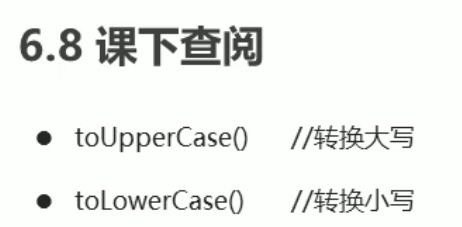 6.8 课下查阅
● toUpperCase() //转换大写
● toLowerCase() //转换小写